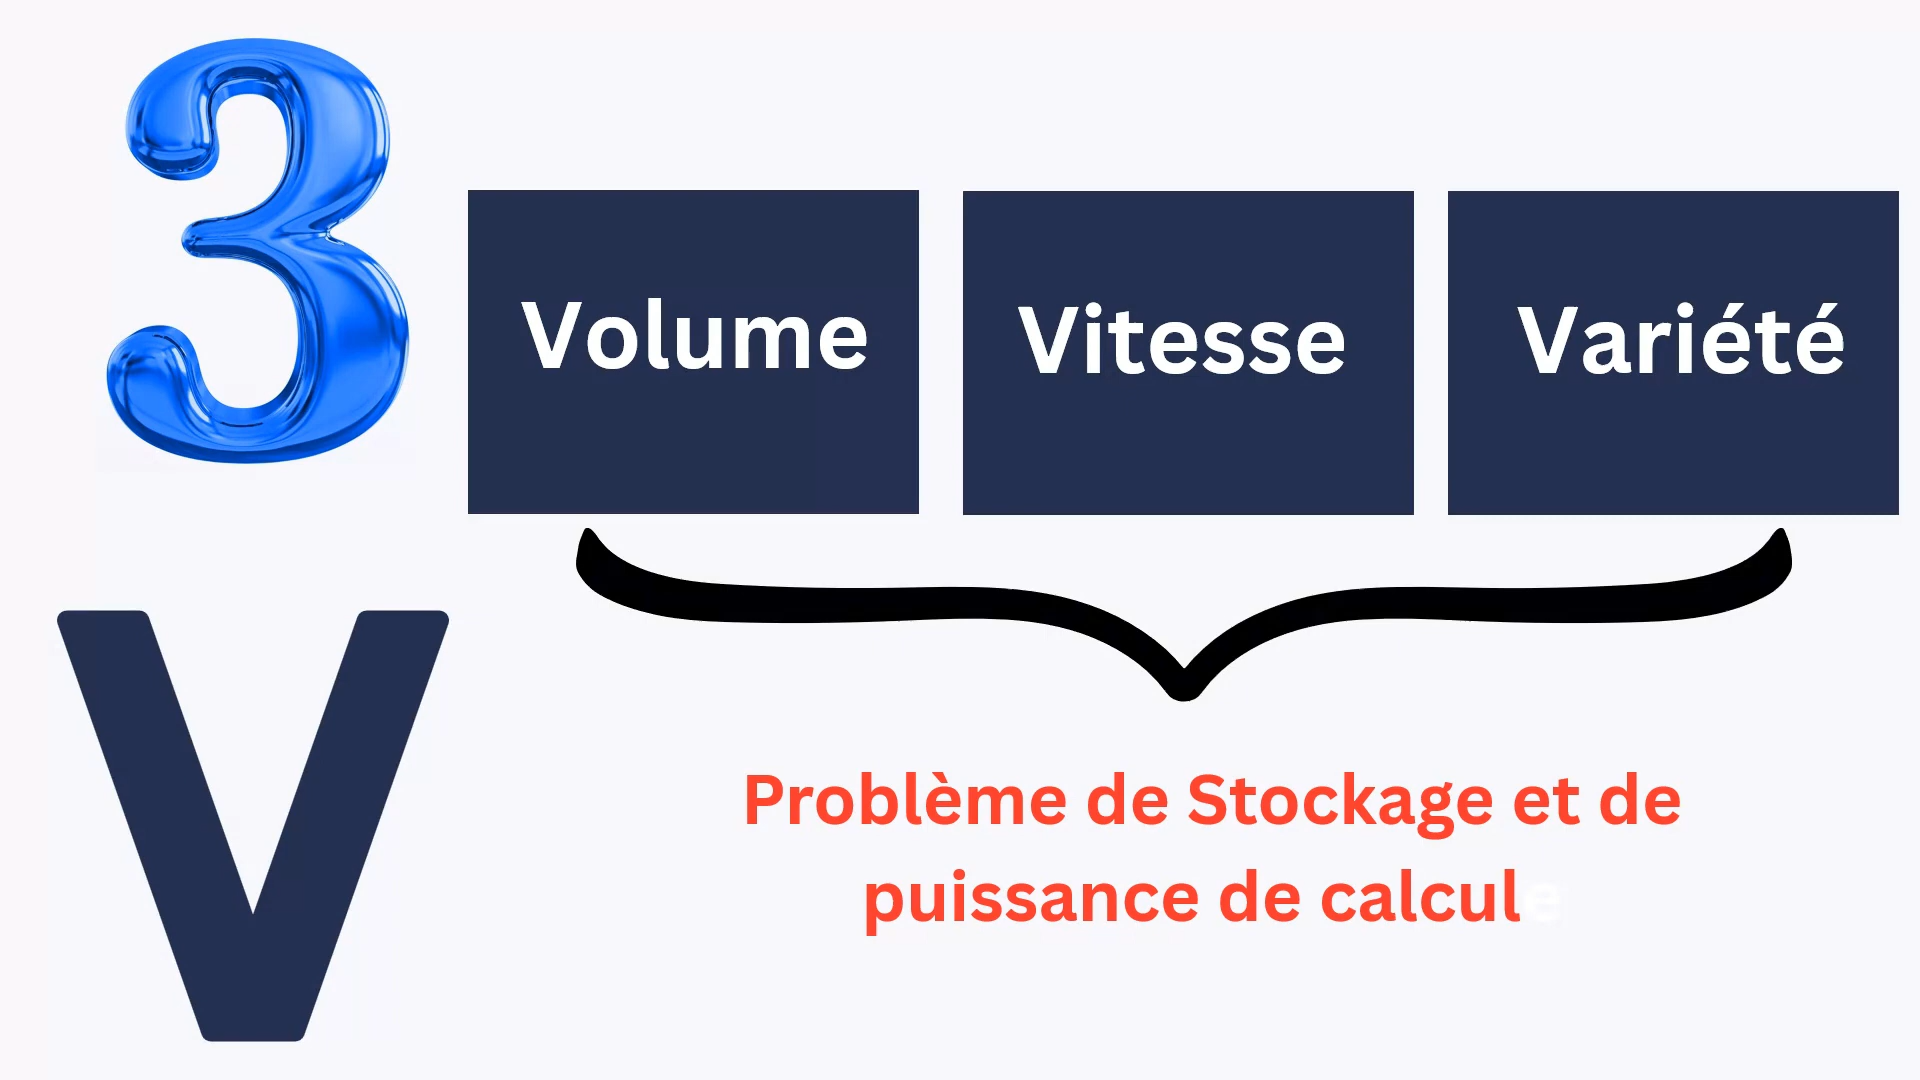 3
V
Volume
Vitesse
Variété
Problème de Stockage et de
puissance de calcule